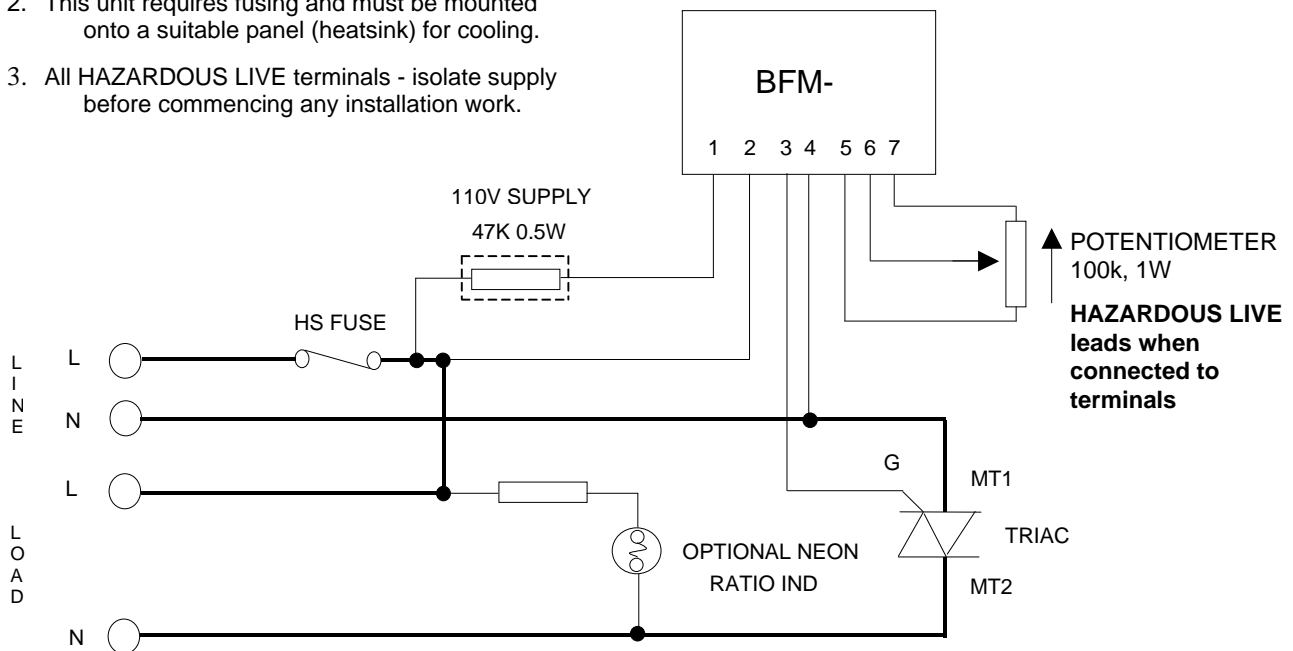 2. This unit requires fusing and must be mounted
onto a suitable panel (heatsink) for cooling.
3. All HAZARDOUS LIVE terminals - isolate supply
before commencing any installation work.
BFM-
1 2 3 4 5 6 7
110V SUPPLY
47K 0.5W
POTENTIOMETER
100k, 1W
HAZARDOUS LIVE
leads when
connected to
terminals
HS FUSE
LINE
L
N
L
G
MT1
TRIAC
OPTIONAL NEON
RATIO IND
MT2
LOAD
N